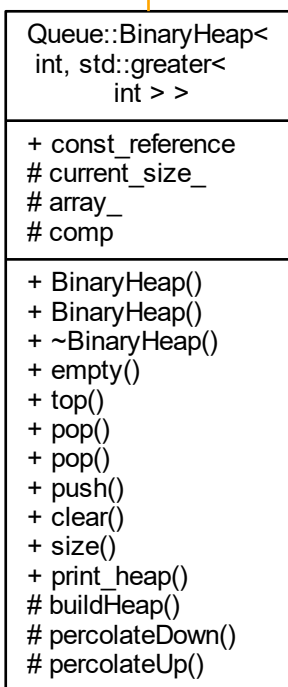 Queue::BinaryHeap<
int, std::greater<
int > >
+ const_reference
# current_size_
# array_
# comp
+ BinaryHeap()
+ BinaryHeap()
+ ~BinaryHeap()
+ empty()
+ top()
+ pop()
+ pop()
+ push()
+ clear()
+ size()
+ print_heap()
# buildHeap()
# percolateDown()
# percolateUp()